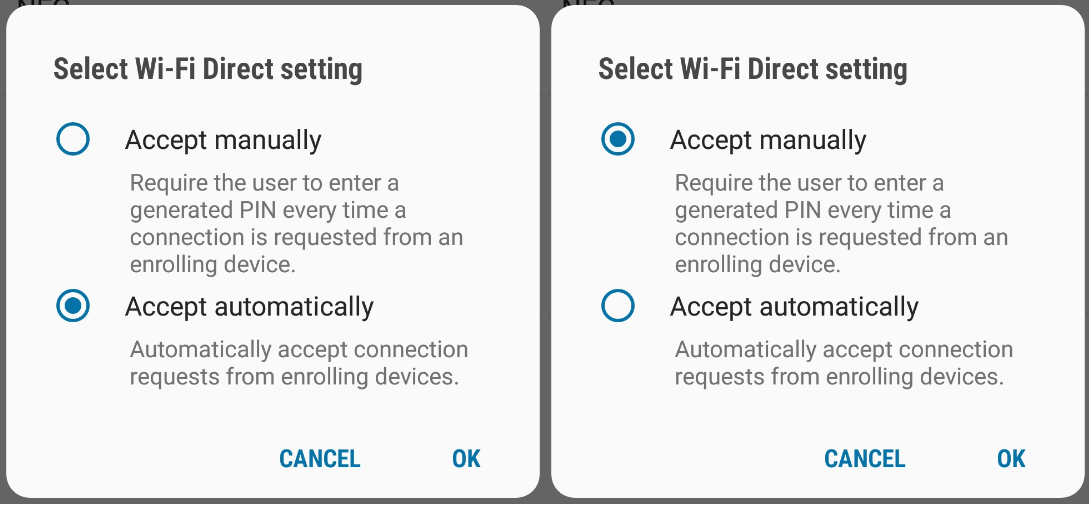 Select Wi-Fi Direct setting
Accept manually
Require the user to enter a
generated PIN every time a
connection is requested from an
enrolling device.
Accept automatically
Automatically accept connection
requests from enrolling devices.
CANCEL OK
Select Wi-Fi Direct setting
Accept manually
Require the user to enter a
generated PIN every time a
connection is requested from an
enrolling device.
Accept automatically
Automatically accept connection
requests from enrolling devices.
CANCEL OK